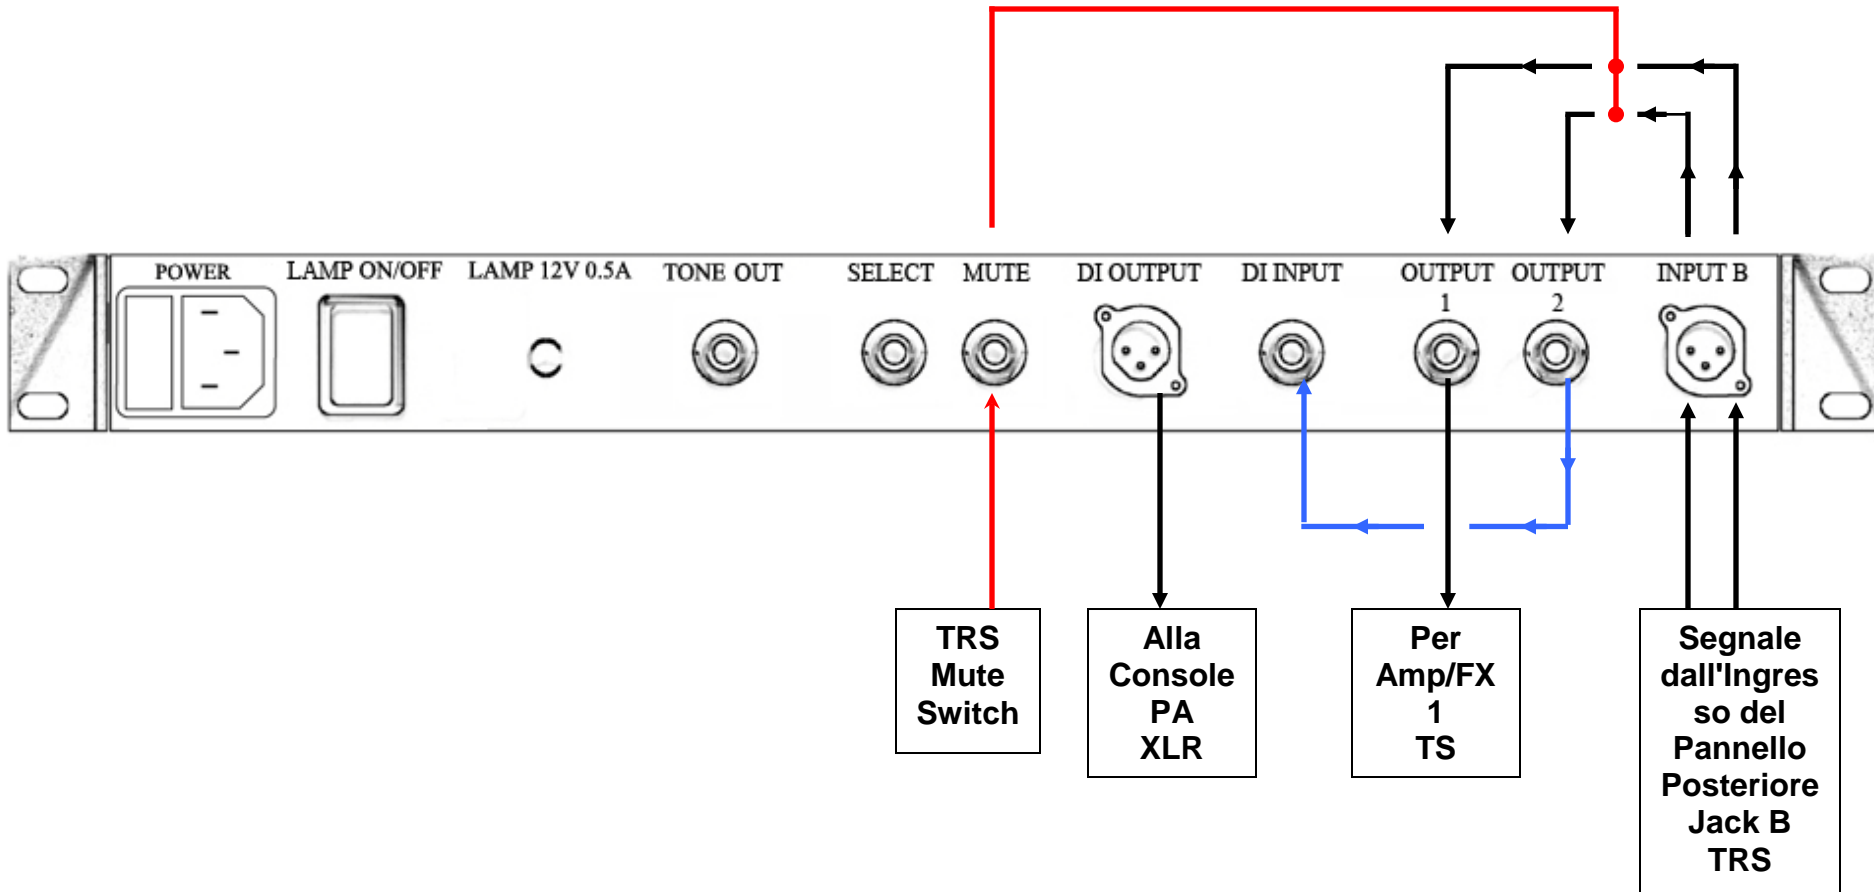 POWER
LAMP ON/OFF
LAMP 12V 0.5A
TONE OUT
SELECT
MUTE
DI OUTPUT
DI INPUT
OUTPUT
1
OUTPUT
2
INPUT B
TRS
Mute
Switch
Alla
Console
PA
XLR
Per
Amp/FX
1
TS
Segnale
dall'Ingres
so del
Pannello
Posteriore
Jack B
TRS